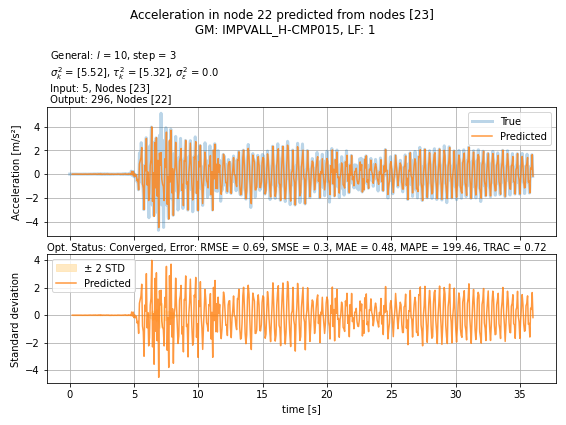 Acceleration in node 22 predicted from nodes [23]
GM: IMPVALL_H-CMP015, LF: 1
General: l = 10, step = 3
σ²ₖ = [5.52], τ²ₖ = [5.32], σ²ε = 0.0
Input: 5, Nodes [23]
Output: 296, Nodes [22]
True
Predicted
4
2
0
−2
−4
Acceleration [m/s²]
Opt. Status: Converged, Error: RMSE = 0.69, SMSE = 0.3, MAE = 0.48, MAPE = 199.46, TRAC = 0.72
± 2 STD
Predicted
4
2
0
−2
−4
Standard deviation
0 5 10 15 20 25 30 35
time [s]